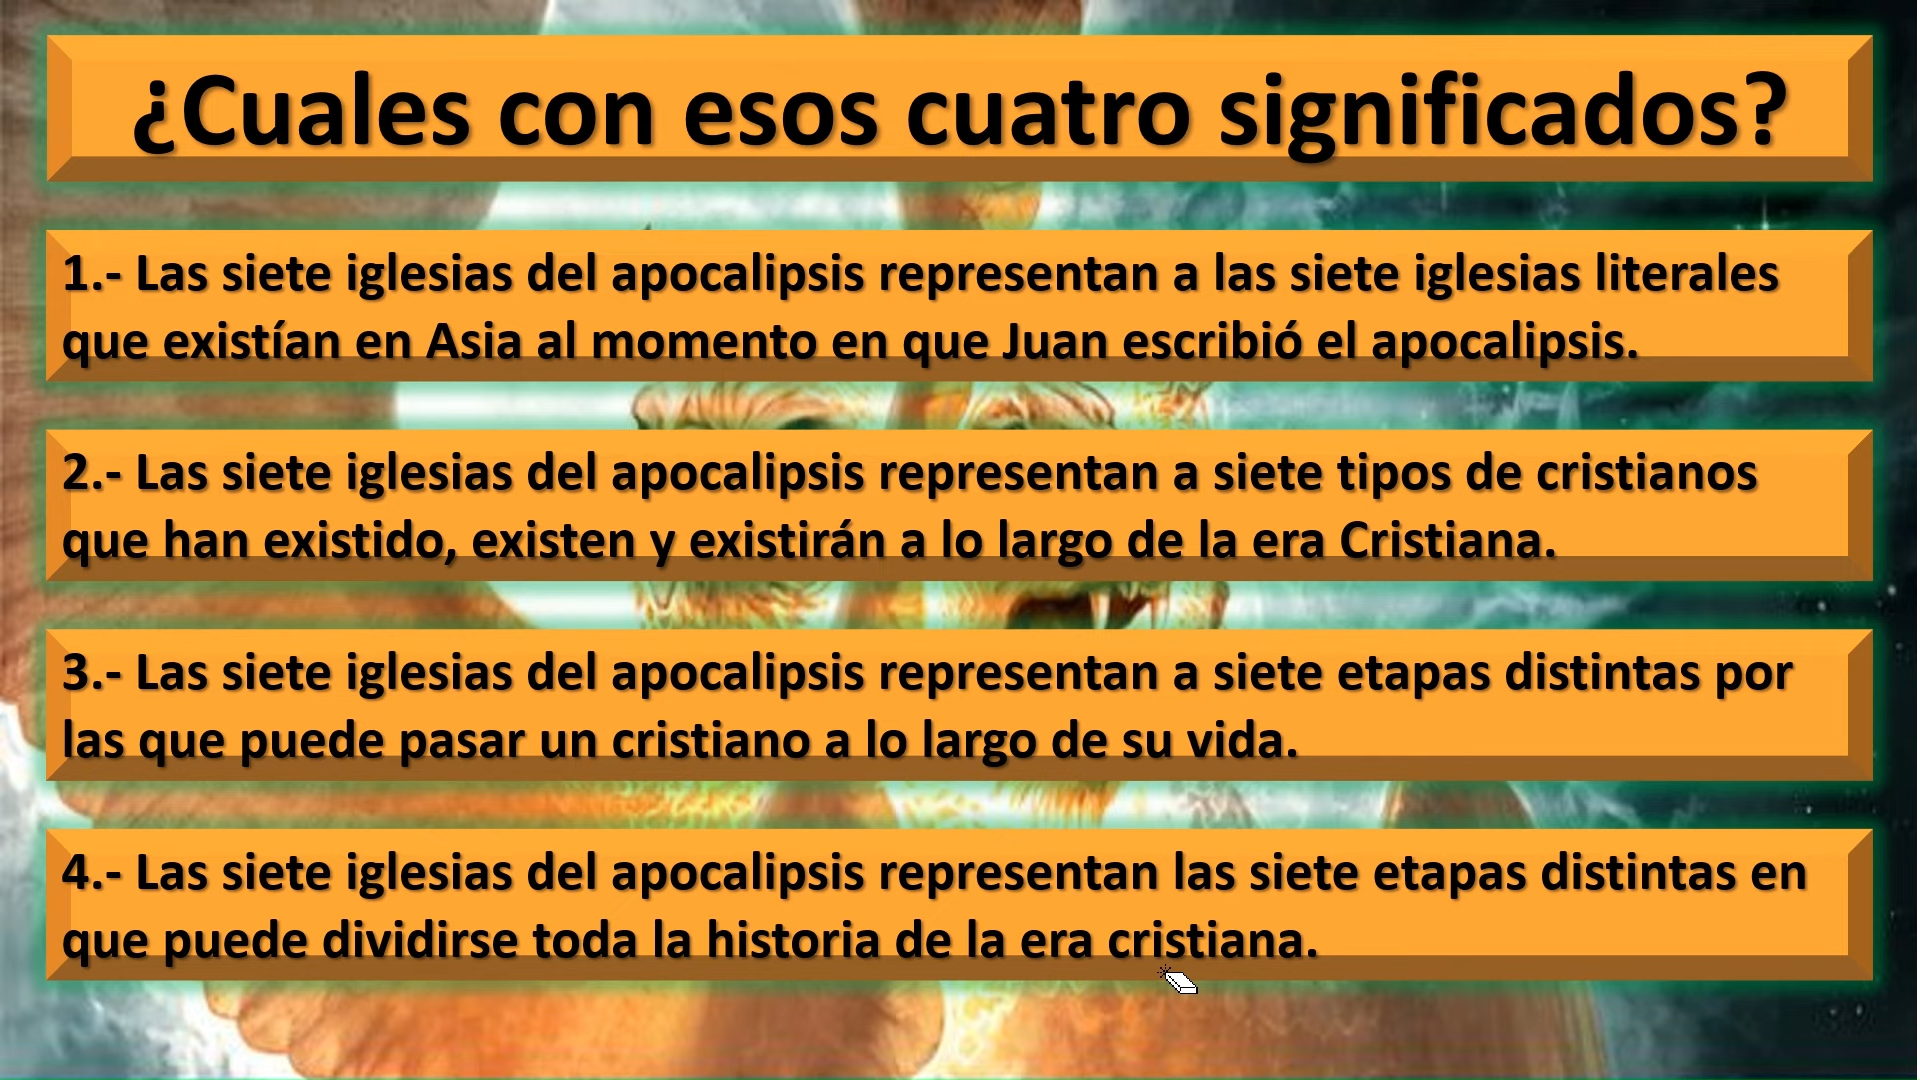 ¿Cuales con esos cuatro significados?
1.- Las siete iglesias del apocalipsis representan a las siete iglesias literales
que existían en Asia al momento en que Juan escribió el apocalipsis.
2.- Las siete iglesias del apocalipsis representan a siete tipos de cristianos
que han existido, existen y existirán a lo largo de la era Cristiana.
3.- Las siete iglesias del apocalipsis representan a siete etapas distintas por
las que puede pasar un cristiano a lo largo de su vida.
4.- Las siete iglesias del apocalipsis representan las siete etapas distintas en
que puede dividirse toda la historia de la era cristiana.